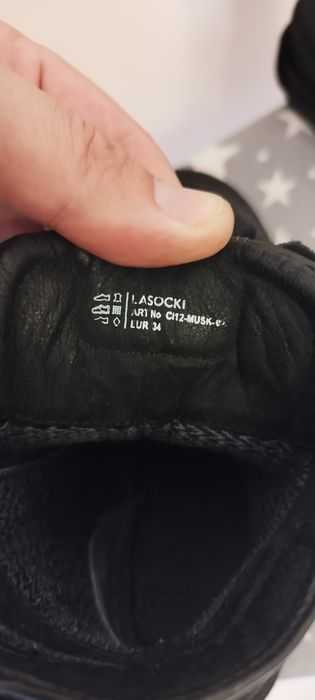 LASOCKI
ART No CI12-MUSK-
EUR 34